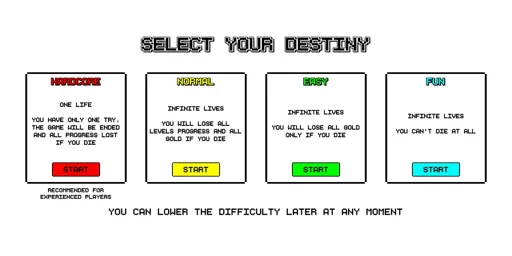 SELECT YOUR DESTINY
HARDCORE
ONE LIFE
YOU HAVE ONLY ONE TRY.
THE GAME WILL BE ENDED
AND ALL PROGRESS LOST
IF YOU DIE
START
RECOMMENDED FOR
EXPERIENCED PLAYERS
NORMAL
INFINITE LIVES
YOU WILL LOSE ALL
LEVELS PROGRESS AND ALL
GOLD IF YOU DIE
START
EASY
INFINITE LIVES
YOU WILL LOSE ALL GOLD
ONLY IF YOU DIE
START
FUN
INFINITE LIVES
YOU CAN'T DIE AT ALL
START
YOU CAN LOWER THE DIFFICULTY LATER AT ANY MOMENT